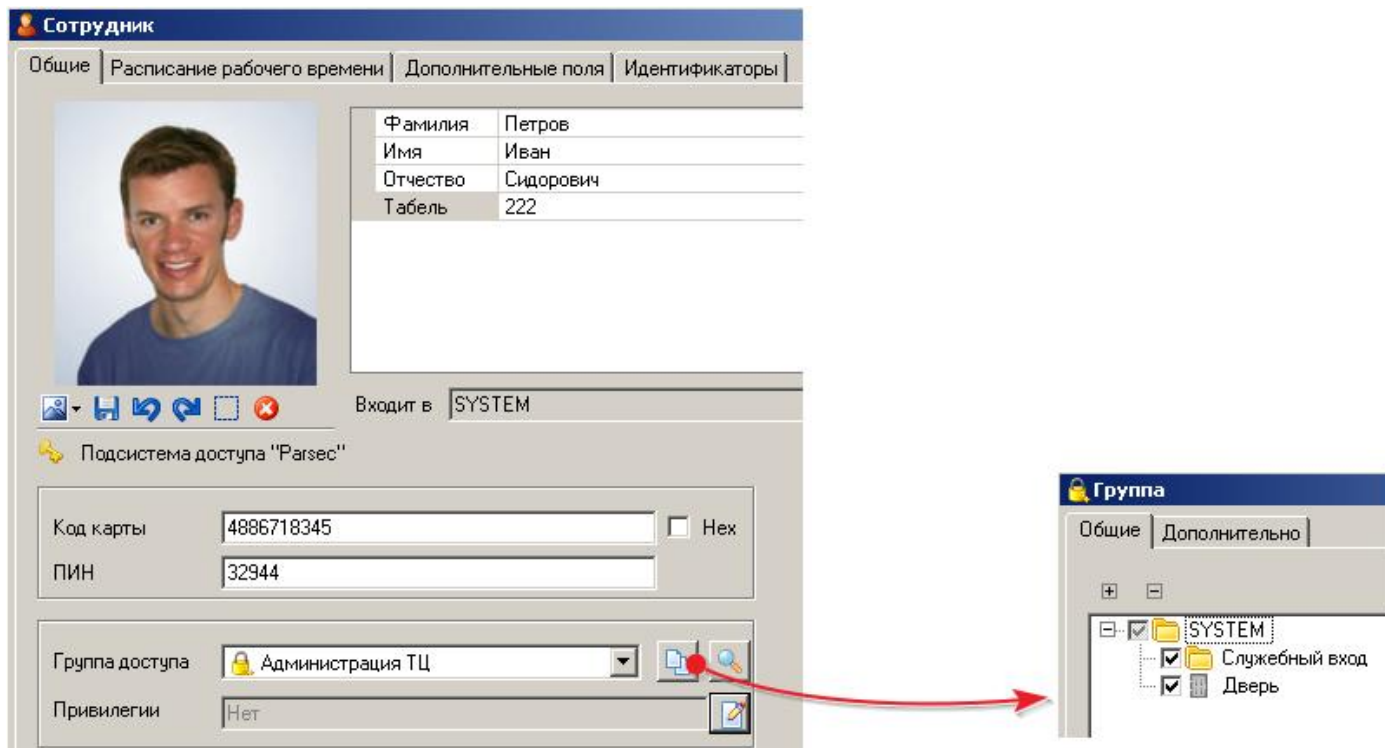 Сотрудник
Общие Расписание рабочего времени Дополнительные поля Идентификаторы
Фамилия Петров
Имя Иван
Отчество Сидорович
Табель 222
Входит в SYSTEM
Подсистема доступа "Parsec"
Код карты 4886718345 Hex
ПИН 32944
Группа доступа Администрация ТЦ
Привилегии Нет
Группа
Общие Дополнительно
SYSTEM
Служебный вход
Дверь